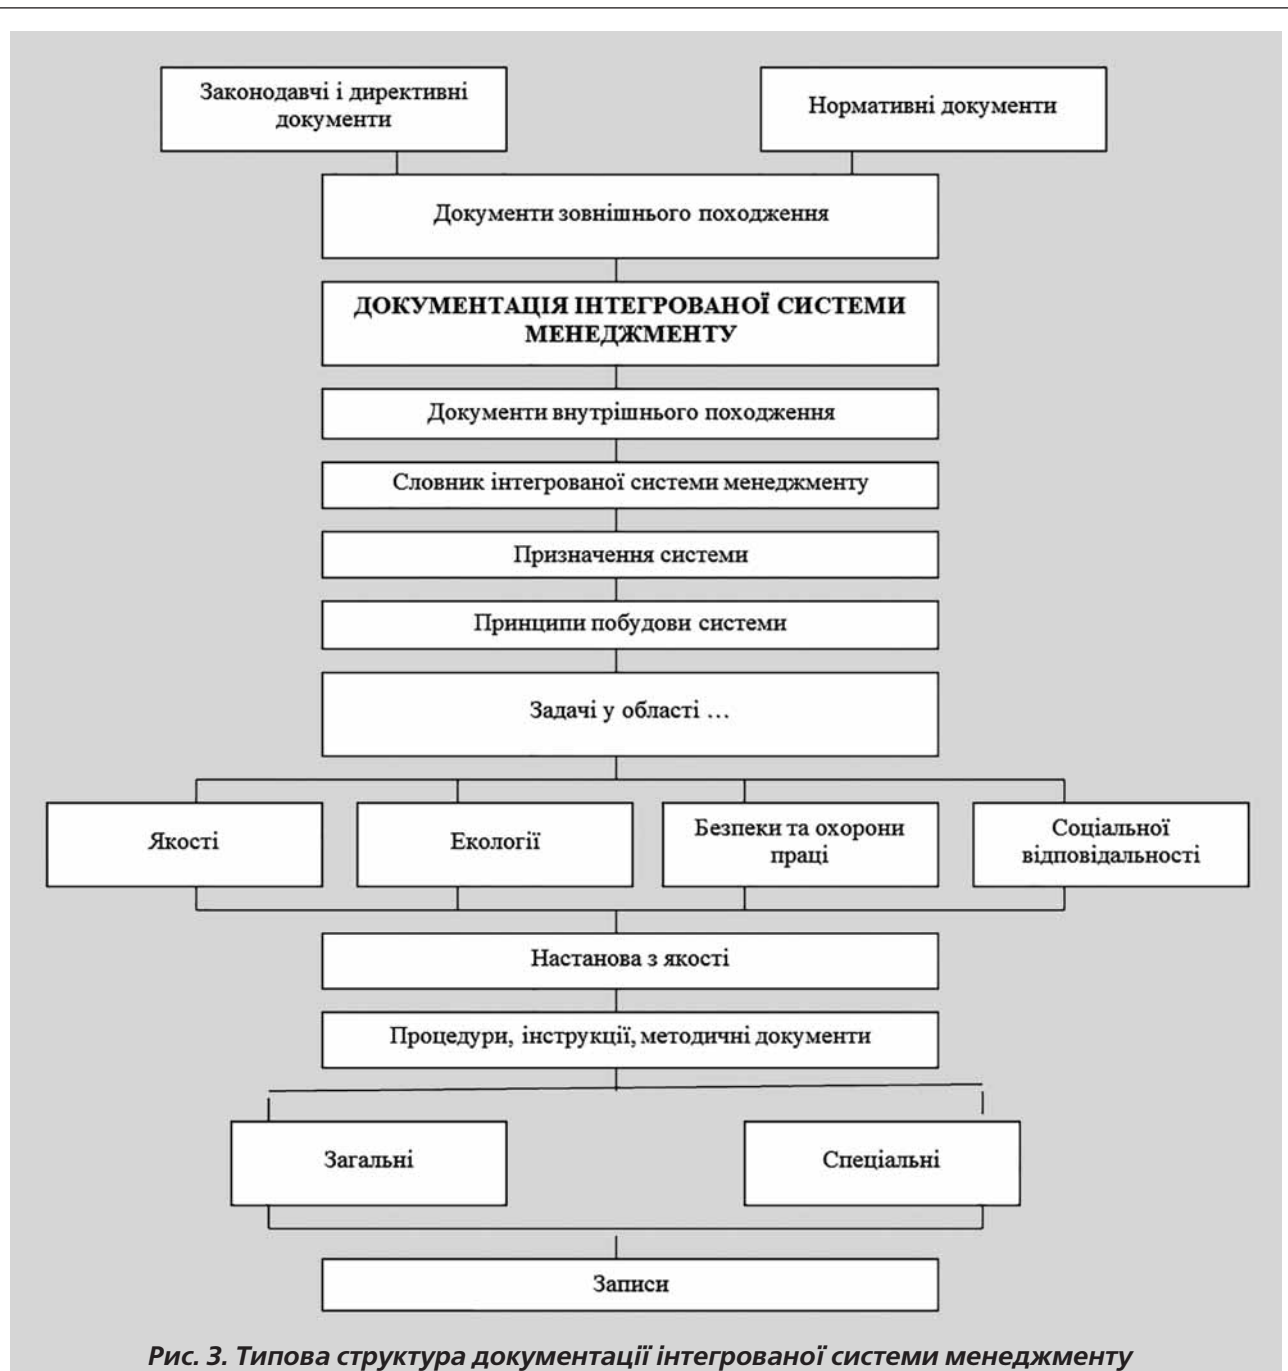 Законодавчі і директивні
документи
Нормативні документи
Документи зовнішнього походження
ДОКУМЕНТАЦІЯ ІНТЕГРОВАНОЇ СИСТЕМИ
МЕНЕДЖМЕНТУ
Документи внутрішнього походження
Словник інтегрованої системи менеджменту
Призначення системи
Принципи побудови системи
Задачі у області …
Якості
Екології
Безпеки та охорони
праці
Соціальної
відповідальності
Настанова з якості
Процедури, інструкції, методичні документи
Загальні
Спеціальні
Записи
Рис. 3. Типова структура документації інтегрованої системи менеджменту